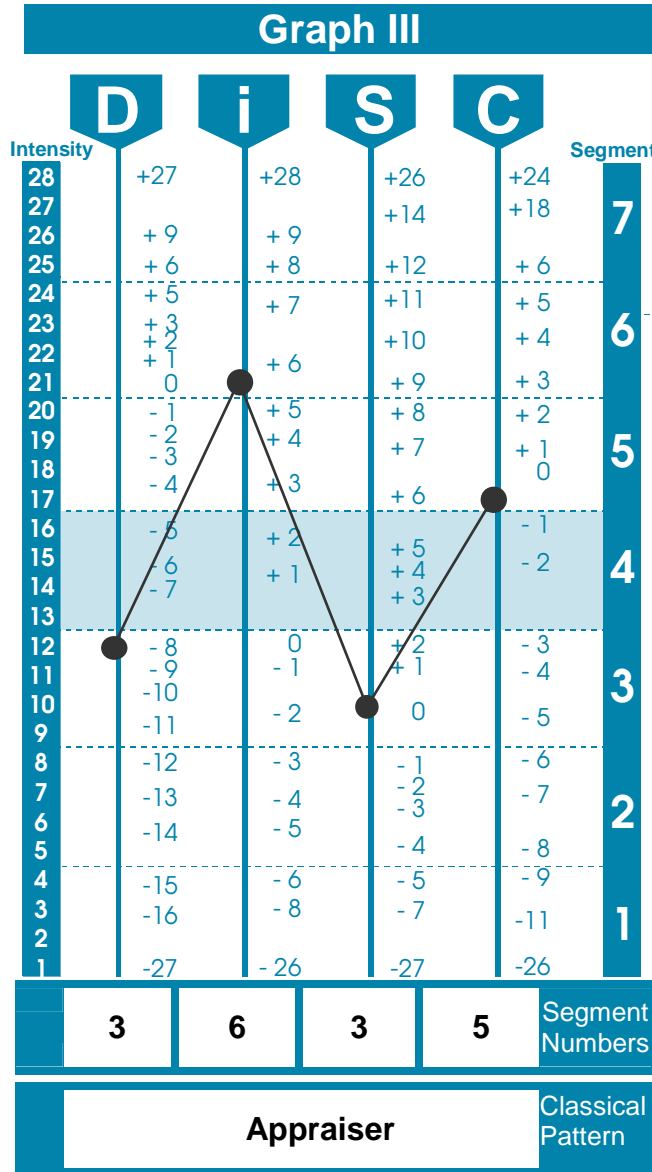 Graph III
D i S C
Intensity Segment
28 +27 +28 +26 +24
27 +14 +18 7
26 + 9 + 9
25 + 6 + 8 +12 + 6
24 + 5 + 7 +11 + 5
23 + 3 6
+ 2 +10 + 4
22 + 1 + 6
21 0 + 9 + 3
20 - 1 + 5 + 8 + 2
19 - 2 + 4 + 7 + 1 5
18 - 3 0
17 - 4 + 3 + 6
16 - 5 + 2 - 1
15 - 6 + 1 + 5 - 2 4
+ 4
14 - 7 + 3
13
12 - 8 0 + 2 - 3
11 - 9 - 1 + 1 - 4
10 -10 - 2 0 - 5 3
9 -11
8 -12 - 3 - 1 - 6
7 -13 - 4 - 2 - 7
- 3 2
6 -14 - 5
5 - 4 - 8
4 -15 - 6 - 5 - 9
3 -16 - 8 - 7 -11 1
2
1 -27 - 26 -27 -26
3 6 3 5 Segment
Numbers
Appraiser Classical
Pattern